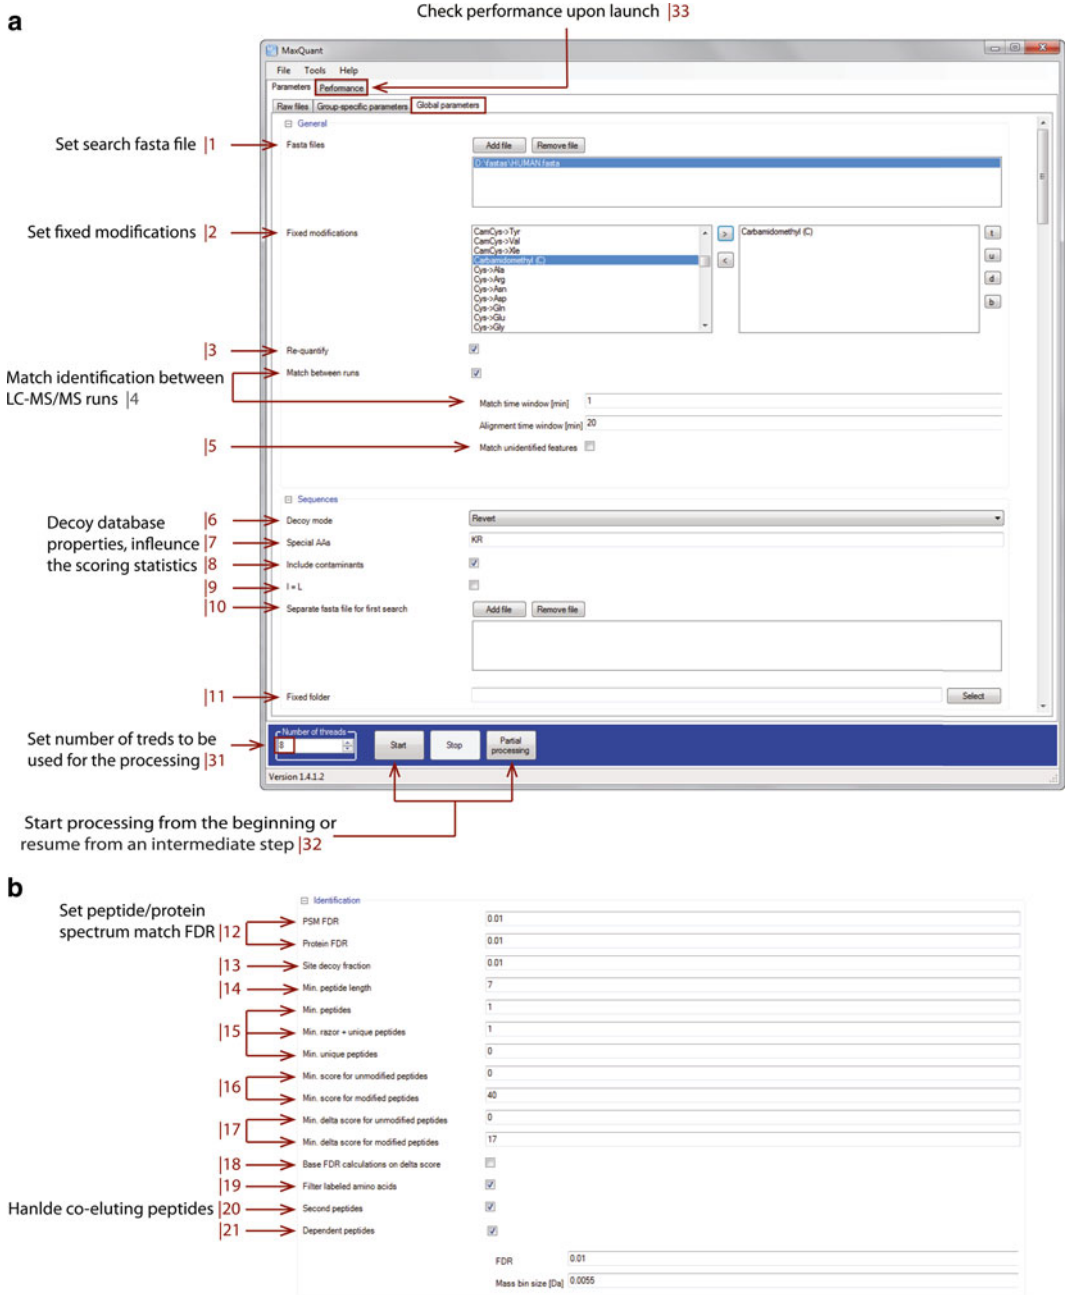 a
Check performance upon launch |33
MaxQuant
File Tools Help
Parameters Performance
Raw files Group-specific parameters Global parameters
General
Set search fasta file |1
Fasta files
Add file Remove file
D:\fastas\HUMAN.fasta
Set fixed modifications |2
Fixed modifications
CamCys->Tyr
CamCys->Val
CamCys->Xle
Carbamidomethyl (C)
Cys->Ala
Cys->Arg
Cys->Asn
Cys->Asp
Cys->Gln
Cys->Glu
Cys->Gly
>
<
Carbamidomethyl (C)
t
u
d
b
|3 Re-quantify
Match identification between
LC-MS/MS runs |4
Match between runs
Match time window [min] 1
Alignment time window [min] 20
|5 Match unidentified features
Sequences
Decoy database
properties, infleunce
the scoring statistics
|6 Decoy mode Revert
|7 Special AAs KR
|8 Include contaminants
|9 I = L
|10 Separate fasta file for first search
Add file Remove file
|11 Fixed folder Select
Set number of treds to be
used for the processing |31
Number of threads
8
Start Stop Partial processing
Version 1.4.1.2
Start processing from the beginning or
resume from an intermediate step |32
b
Identification
Set peptide/protein
spectrum match FDR |12
PSM FDR 0.01
Protein FDR 0.01
|13 Site decoy fraction 0.01
|14 Min. peptide length 7
|15
Min. peptides 1
Min. razor + unique peptides 1
Min. unique peptides 0
|16
Min. score for unmodified peptides 0
Min. score for modified peptides 40
|17
Min. delta score for unmodified peptides 0
Min. delta score for modified peptides 17
|18 Base FDR calculations on delta score
|19 Filter labeled amino acids
Hanlde co-eluting peptides |20 Second peptides
|21 Dependent peptides
FDR 0.01
Mass bin size [Da] 0.0055